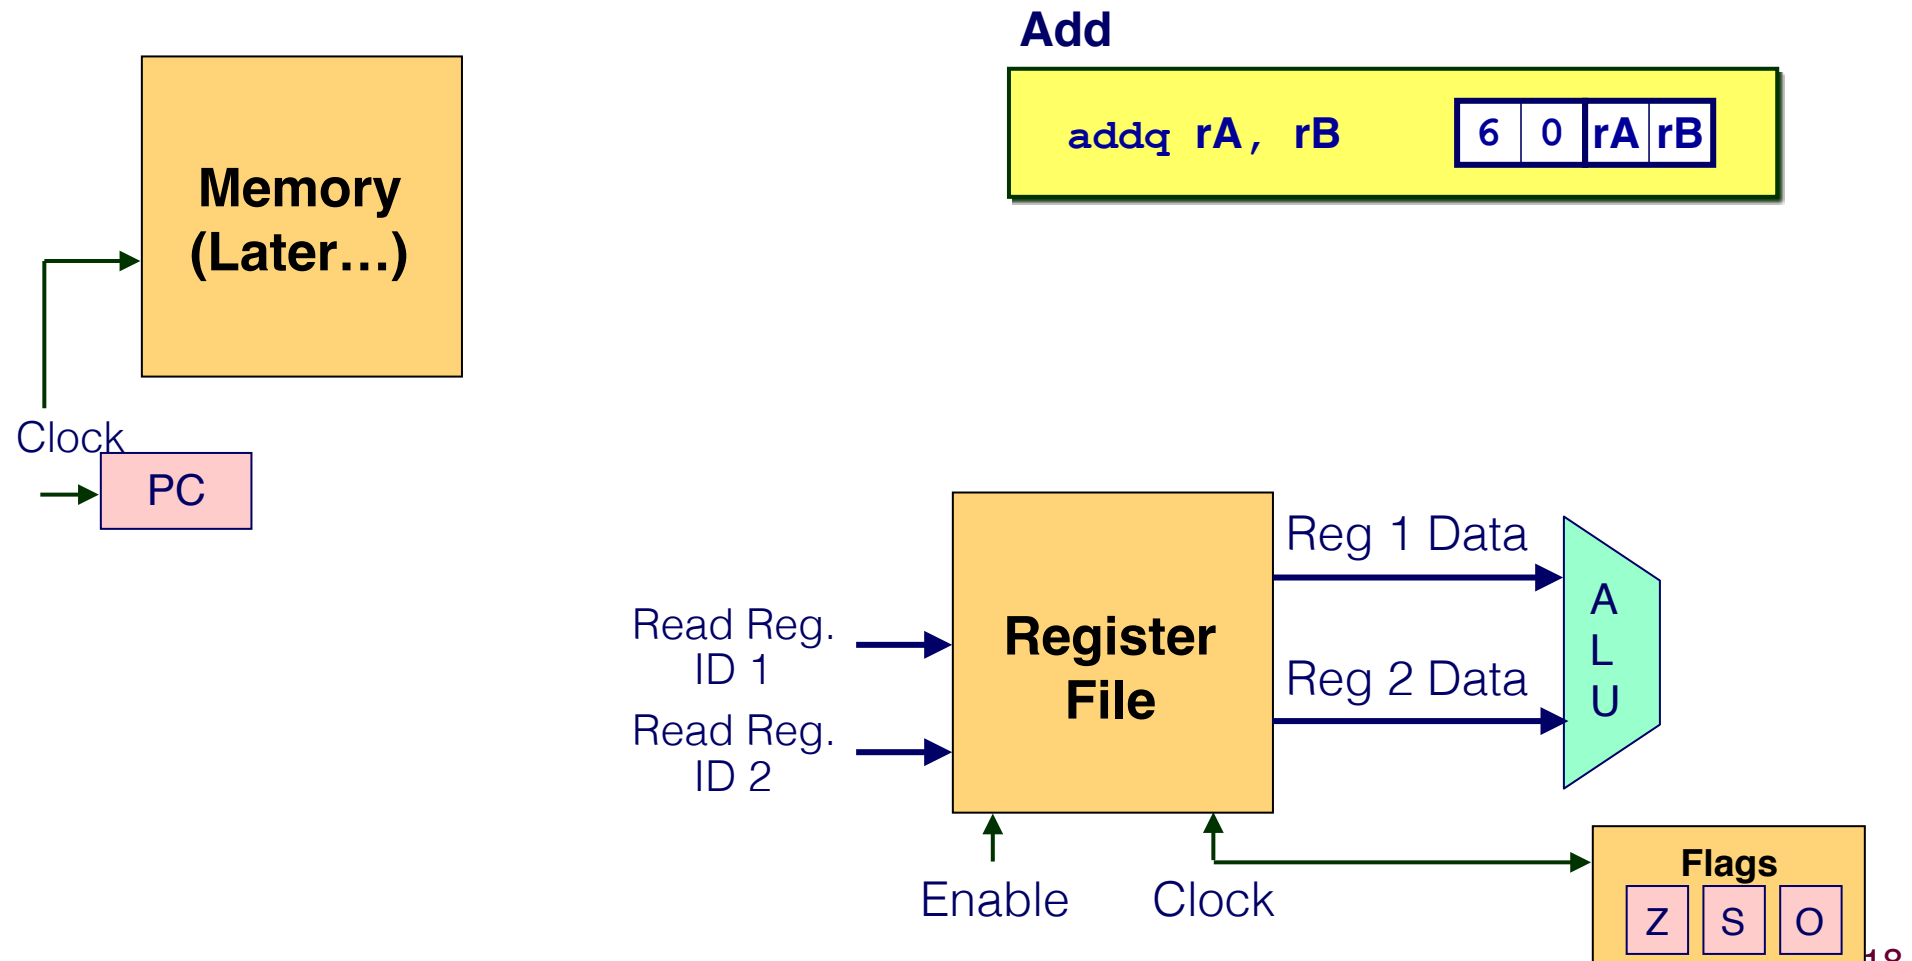 Add
addq rA, rB 6 0 rA rB
Memory
(Later…)
Clock
PC
Read Reg.
ID 1
Read Reg.
ID 2
Register
File
Reg 1 Data
Reg 2 Data
A
L
U
Enable
Clock
Flags
Z S O
18